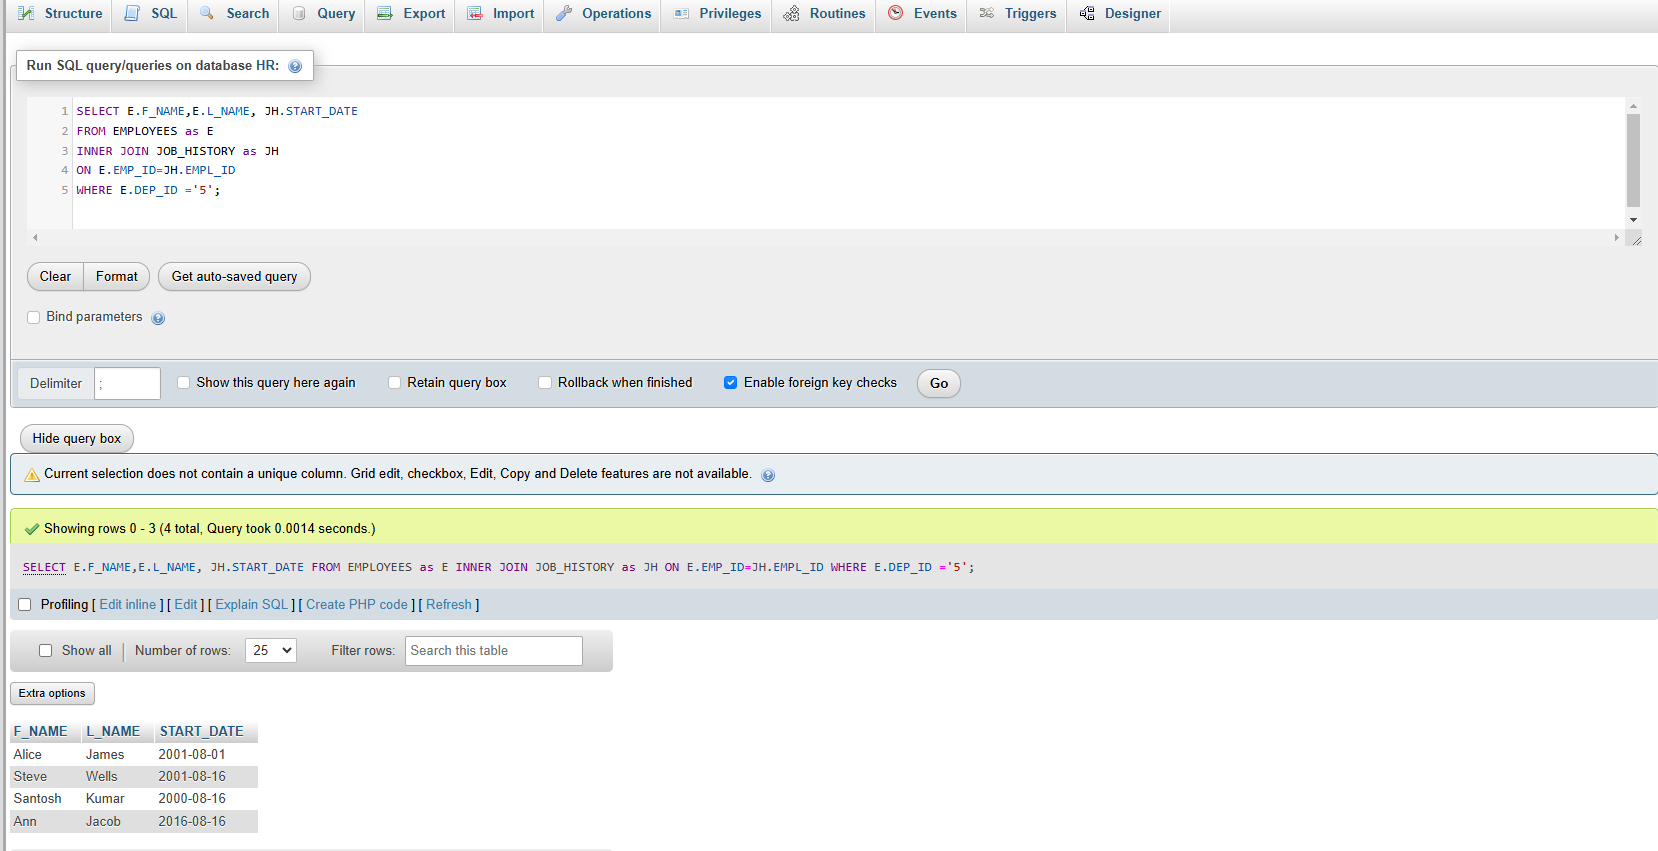 Structure SQL Search Query Export Import Operations Privileges Routines Events Triggers Designer
Run SQL query/queries on database HR:
1 SELECT E.F_NAME,E.L_NAME, JH.START_DATE
2 FROM EMPLOYEES as E
3 INNER JOIN JOB_HISTORY as JH
4 ON E.EMP_ID=JH.EMPL_ID
5 WHERE E.DEP_ID ='5';
Clear Format Get auto-saved query
Bind parameters
Delimiter ; Show this query here again Retain query box Rollback when finished Enable foreign key checks Go
Hide query box
Current selection does not contain a unique column. Grid edit, checkbox, Edit, Copy and Delete features are not available.
Showing rows 0 - 3 (4 total, Query took 0.0014 seconds.)
SELECT E.F_NAME,E.L_NAME, JH.START_DATE FROM EMPLOYEES as E INNER JOIN JOB_HISTORY as JH ON E.EMP_ID=JH.EMPL_ID WHERE E.DEP_ID ='5';
Profiling [ Edit inline ] [ Edit ] [ Explain SQL ] [ Create PHP code ] [ Refresh ]
Show all Number of rows: 25 Filter rows: Search this table
Extra options
F_NAME L_NAME START_DATE
Alice James 2001-08-01
Steve Wells 2001-08-16
Santosh Kumar 2000-08-16
Ann Jacob 2016-08-16